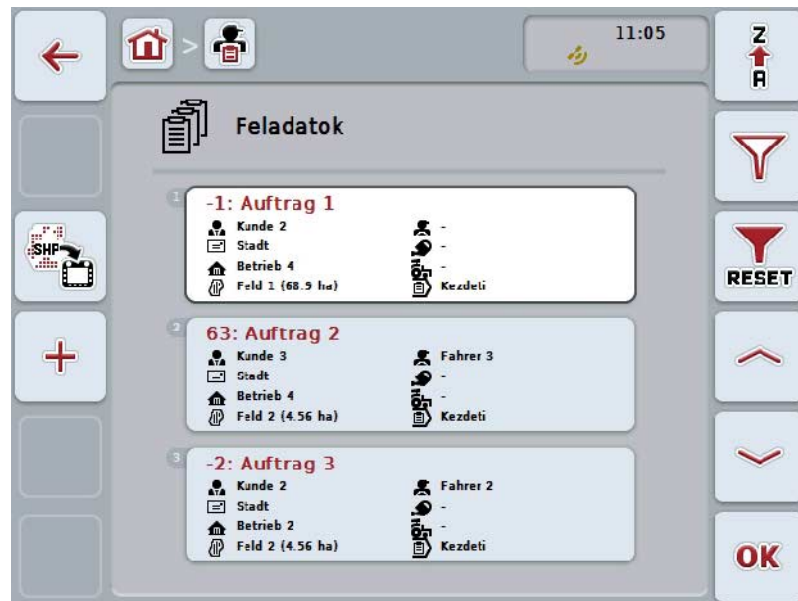 11:05
Z
A
Feladatok
SHP
RESET
OK
1
-1: Auftrag 1
Kunde 2 -
Stadt -
Betrieb 4 -
Feld 1 (68.9 ha) Kezdeti
2
63: Auftrag 2
Kunde 3 Fahrer 3
Stadt -
Betrieb 4 -
Feld 2 (4.56 ha) Kezdeti
3
-2: Auftrag 3
Kunde 2 Fahrer 2
Stadt -
Betrieb 2 -
Feld 2 (4.56 ha) Kezdeti